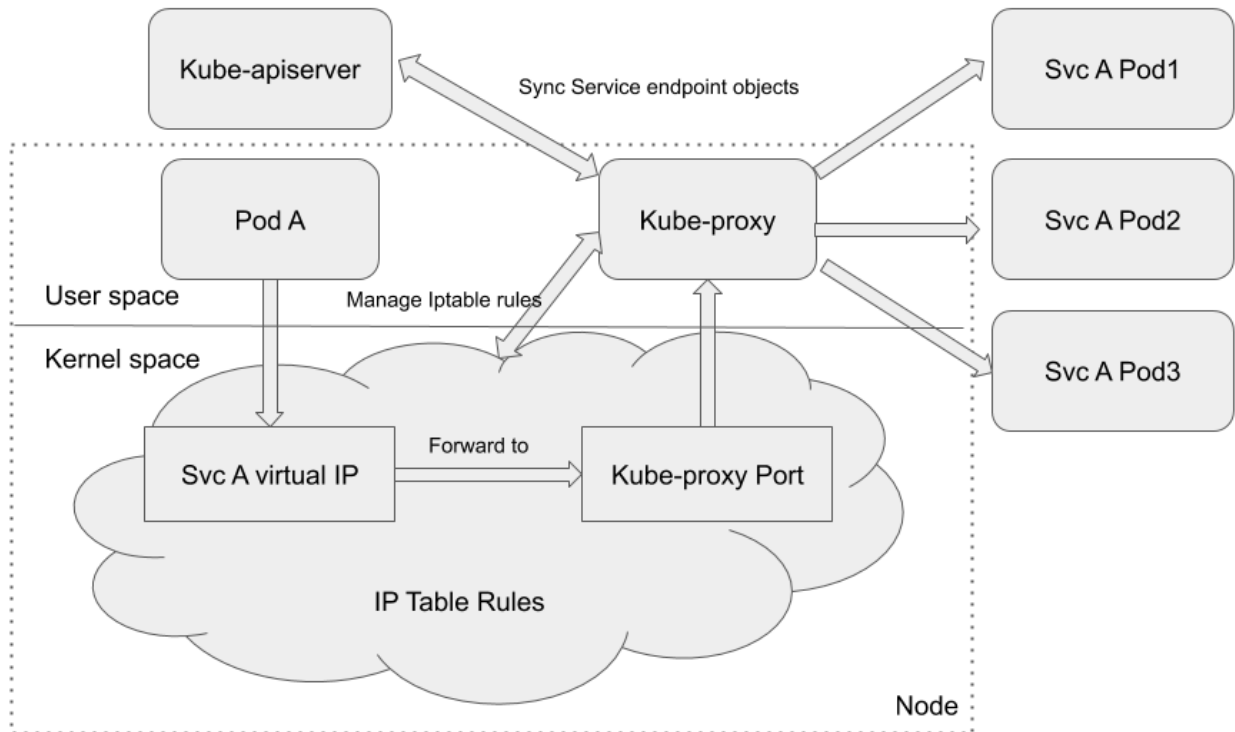 Kube-apiserver
Sync Service endpoint objects
Svc A Pod1
Pod A
Kube-proxy
Svc A Pod2
User space
Manage Iptable rules
Kernel space
Svc A Pod3
Forward to
Svc A virtual IP
Kube-proxy Port
IP Table Rules
Node